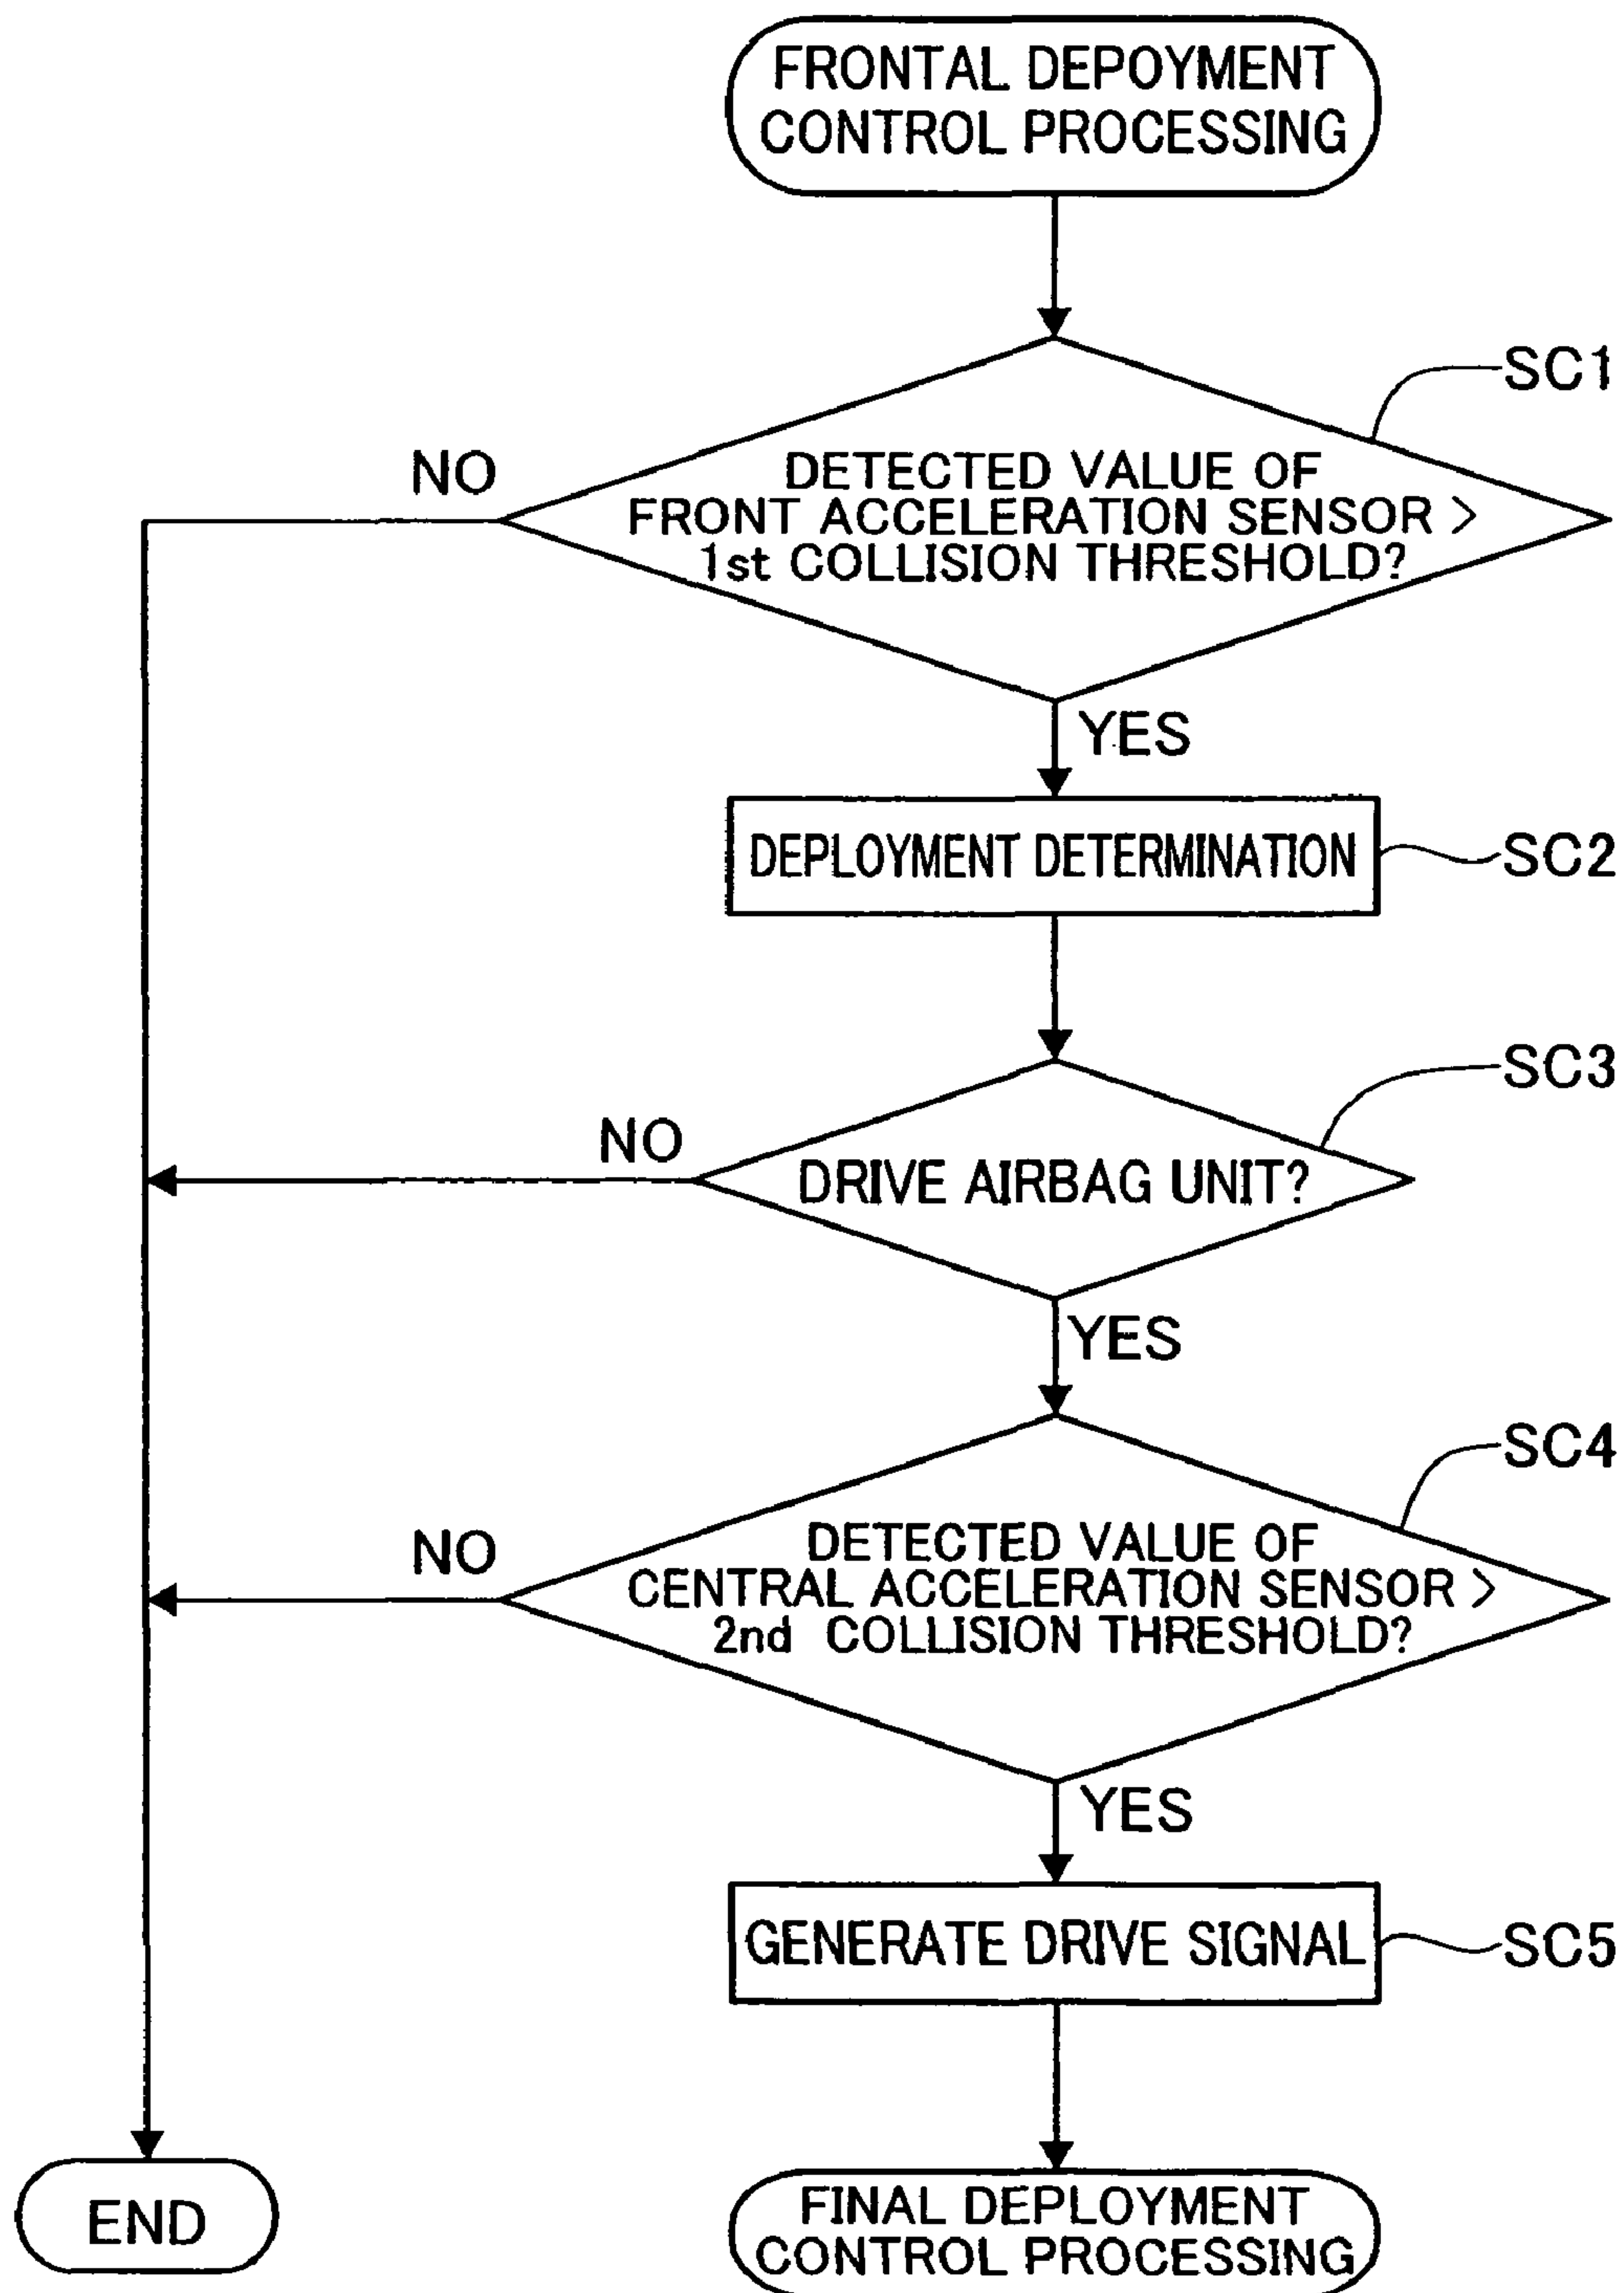 FRONTAL DEPOYMENT
CONTROL PROCESSING
SC1
NO
DETECTED VALUE OF
FRONT ACCELERATION SENSOR >
1st COLLISION THRESHOLD?
YES
DEPLOYMENT DETERMINATION
SC2
SC3
NO
DRIVE AIRBAG UNIT?
YES
SC4
NO
DETECTED VALUE OF
CENTRAL ACCELERATION SENSOR >
2nd COLLISION THRESHOLD?
YES
GENERATE DRIVE SIGNAL
SC5
END
FINAL DEPLOYMENT
CONTROL PROCESSING